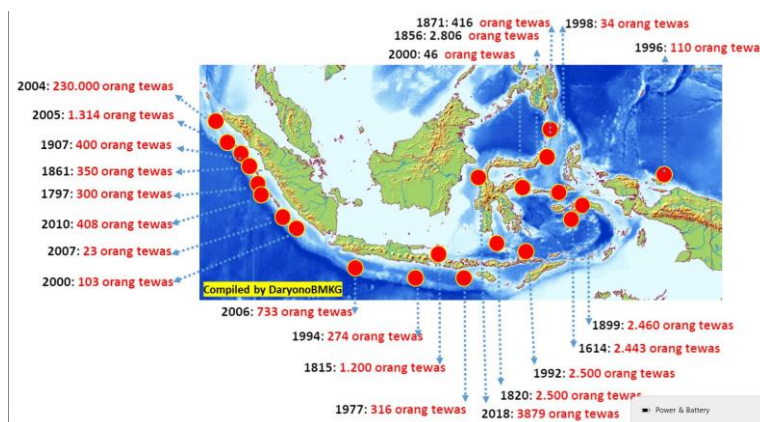 1871: 416 orang tewas
1998: 34 orang tewas
1856: 2.806 orang tewas
1996: 110 orang tewa
2000: 46 orang tewas
2004: 230.000 orang tewas
2005: 1.314 orang tewas
1907: 400 orang tewas
1861: 350 orang tewas
1797: 300 orang tewas
2010: 408 orang tewas
2007: 23 orang tewas
2000: 103 orang tewas
Compiled by DaryonoBMKG
2006: 733 orang tewas
1994: 274 orang tewas
1815: 1.200 orang tewas
1977: 316 orang tewas
1899: 2.460 orang tewas
1614: 2.443 orang tewas
1992: 2.500 orang tewas
1820: 2.500 orang tewas
2018: 3879 orang tewas
Power & Battery